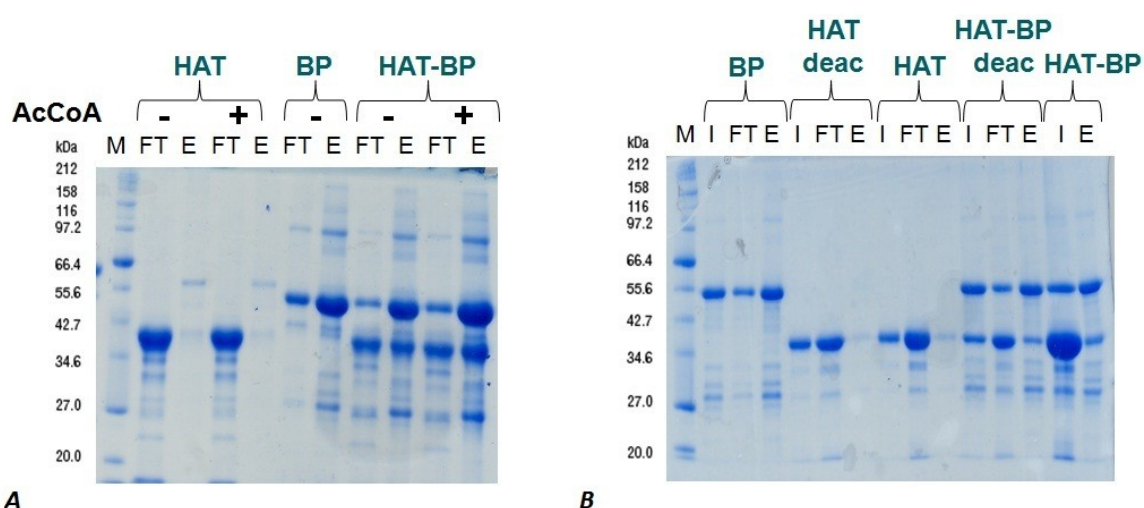 HAT BP HAT-BP
AcCoA - + - - +
kDa M FT E FT E FT E FT E FT E
212
158
116
97.2
66.4
55.6
42.7
34.6
27.0
20.0
A
HAT HAT-BP
BP deac HAT deac HAT-BP
kDa M I FT E I FT E I FT E I FT E I E
212
158
116
97.2
66.4
55.6
42.7
34.6
27.0
20.0
B